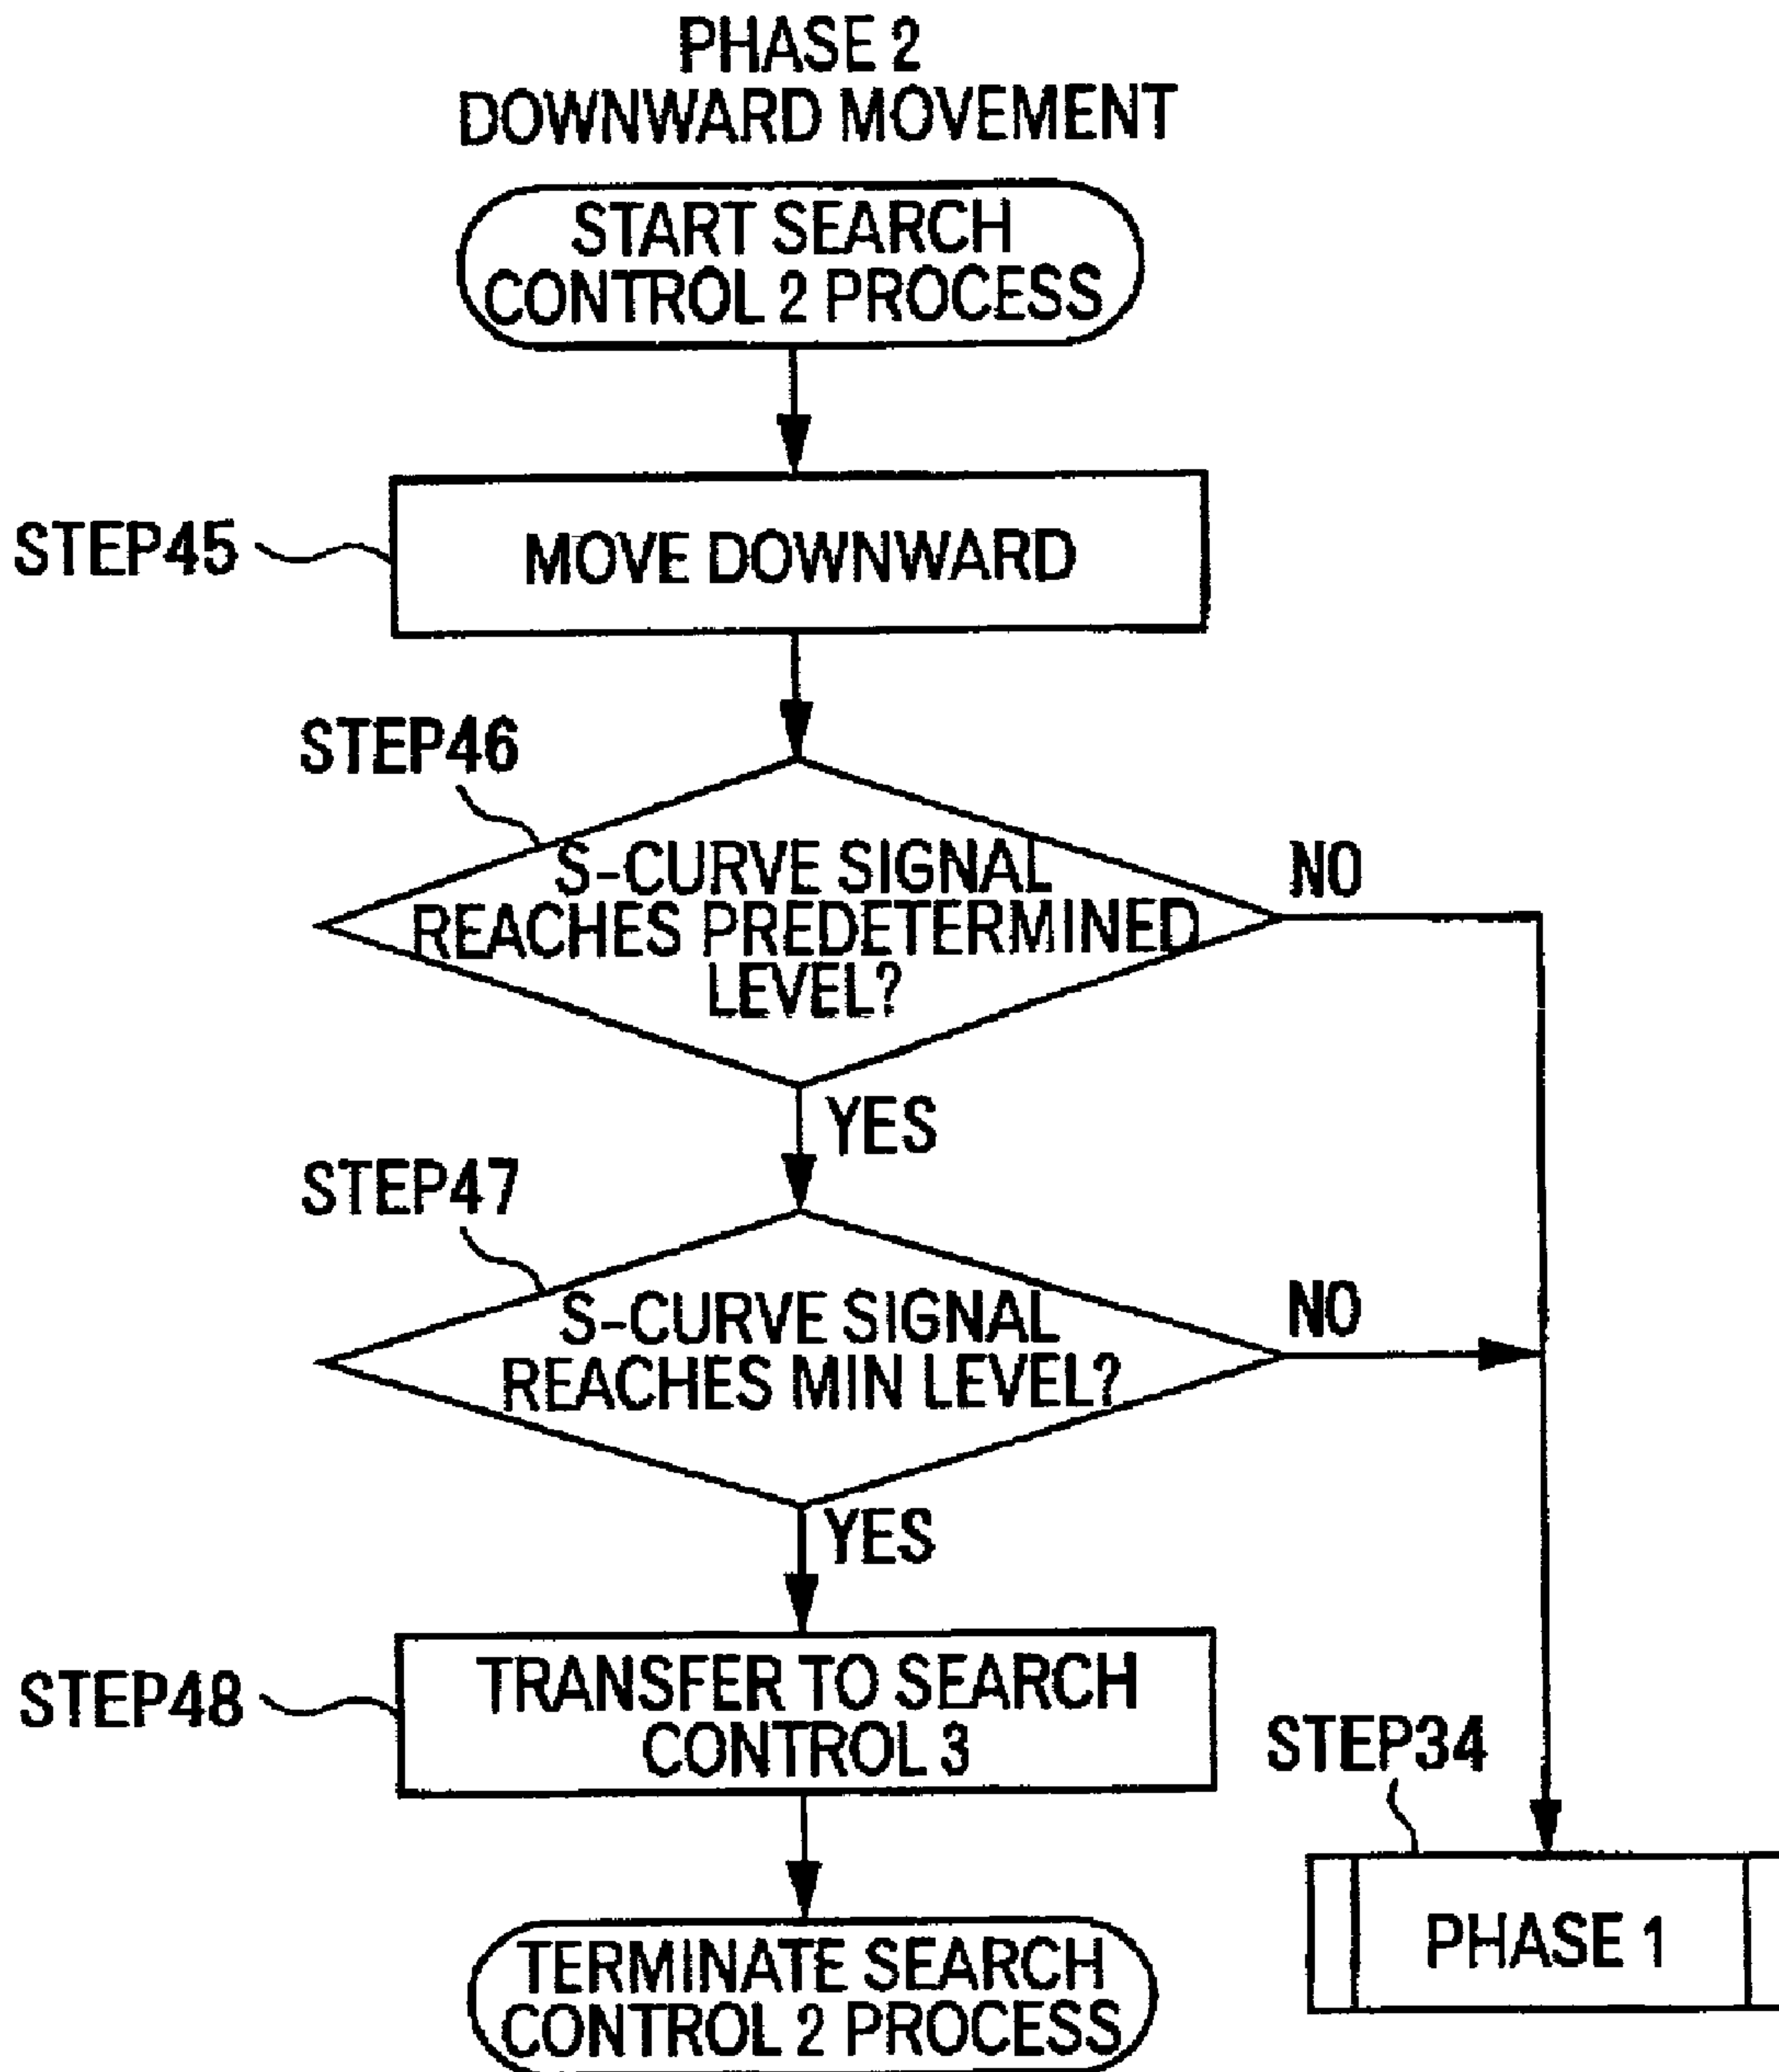 PHASE 2
DOWNWARD MOVEMENT
START SEARCH
CONTROL 2 PROCESS
STEP45
MOVE DOWNWARD
STEP46
S-CURVE SIGNAL
REACHES PREDETERMINED
LEVEL?
NO
YES
STEP47
S-CURVE SIGNAL
REACHES MIN LEVEL?
NO
YES
STEP48
TRANSFER TO SEARCH
CONTROL 3
STEP34
PHASE 1
TERMINATE SEARCH
CONTROL 2 PROCESS